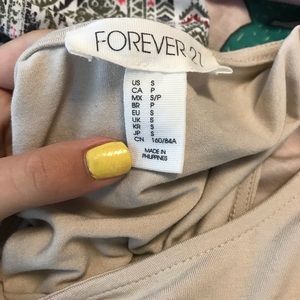 FOREVER 21
US S
CA P
MX S/P
BR P
EU S
UK S
KR S
JP S
CN 160/84A
MADE IN
PHILIPPINES